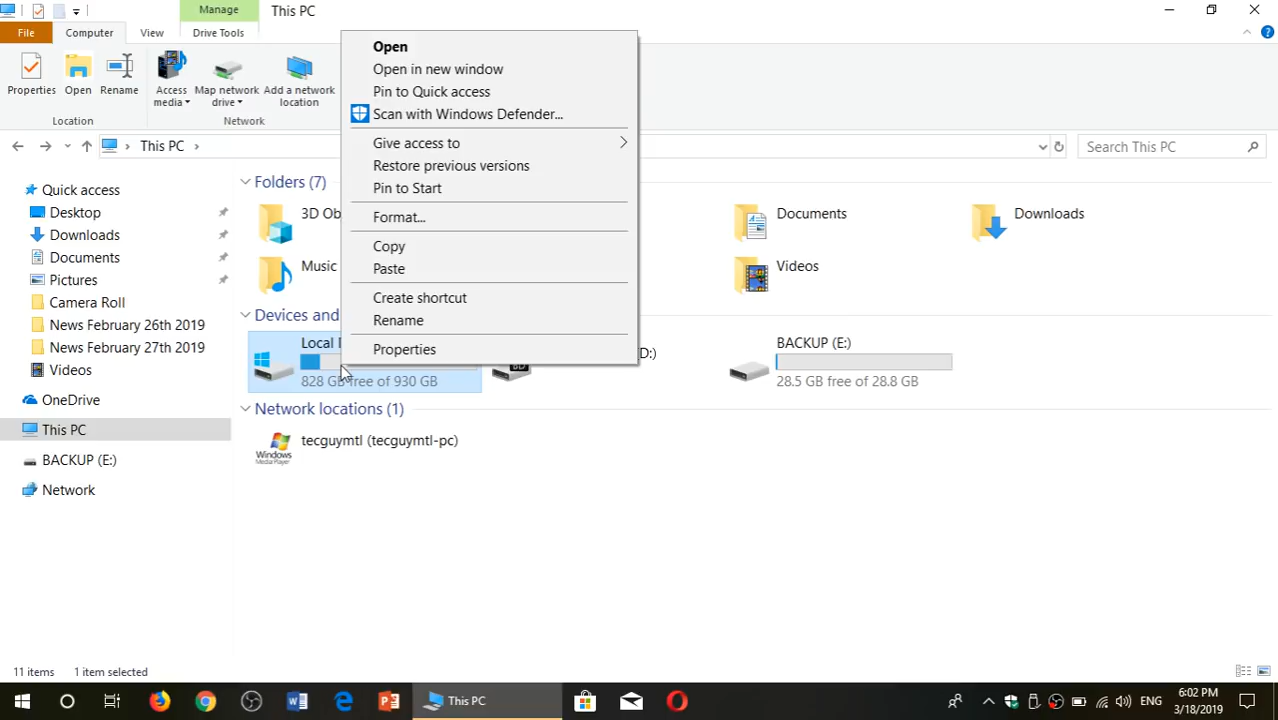 Manage
This PC
File
Computer
View
Drive Tools
Properties
Open
Rename
Access media
Map network drive
Add a network location
Location
Network
Open
Open in new window
Pin to Quick access
Scan with Windows Defender...
Give access to
Restore previous versions
Pin to Start
Format...
Copy
Paste
Create shortcut
Rename
Properties
This PC
Search This PC
Quick access
Desktop
Downloads
Documents
Pictures
Camera Roll
News February 26th 2019
News February 27th 2019
Videos
OneDrive
This PC
BACKUP (E:)
Network
Folders (7)
3D Ob
Documents
Downloads
Music
Videos
Devices and
Local
828 GB free of 930 GB
D:)
BACKUP (E:)
28.5 GB free of 28.8 GB
Network locations (1)
Windows
Media Player
tecguymtl (tecguymtl-pc)
11 items
1 item selected
This PC
ENG
6:02 PM
3/18/2019